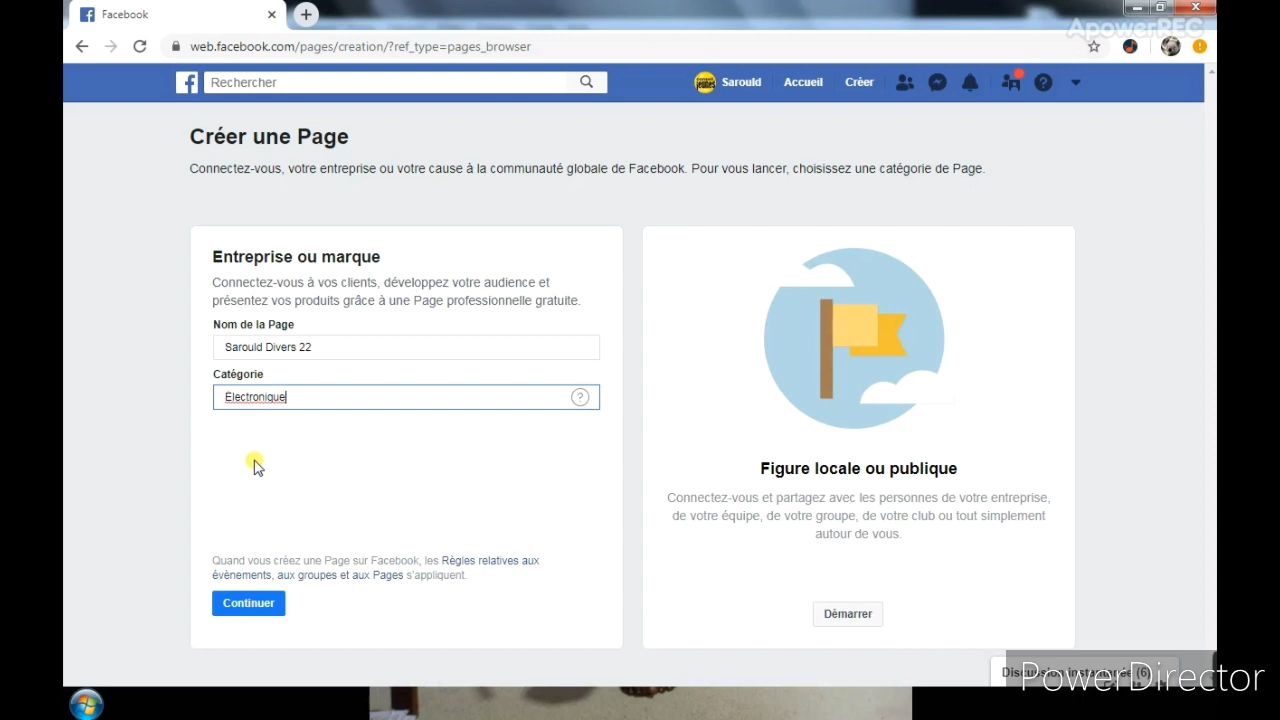 Facebook
ApowerREC
web.facebook.com/pages/creation/?ref_type=pages_browser
Rechercher
Sarould
Accueil
Créer
Créer une Page
Connectez-vous, votre entreprise ou votre cause à la communauté globale de Facebook. Pour vous lancer, choisissez une catégorie de Page.
Entreprise ou marque
Connectez-vous à vos clients, développez votre audience et
présentez vos produits grâce à une Page professionnelle gratuite.
Nom de la Page
Sarould Divers 22
Catégorie
Électronique
?
Quand vous créez une Page sur Facebook, les Règles relatives aux
évènements, aux groupes et aux Pages s'appliquent.
Continuer
Figure locale ou publique
Connectez-vous et partagez avec les personnes de votre entreprise,
de votre équipe, de votre groupe, de votre club ou tout simplement
autour de vous.
Démarrer
Discussion instantanée (6)
PowerDirector